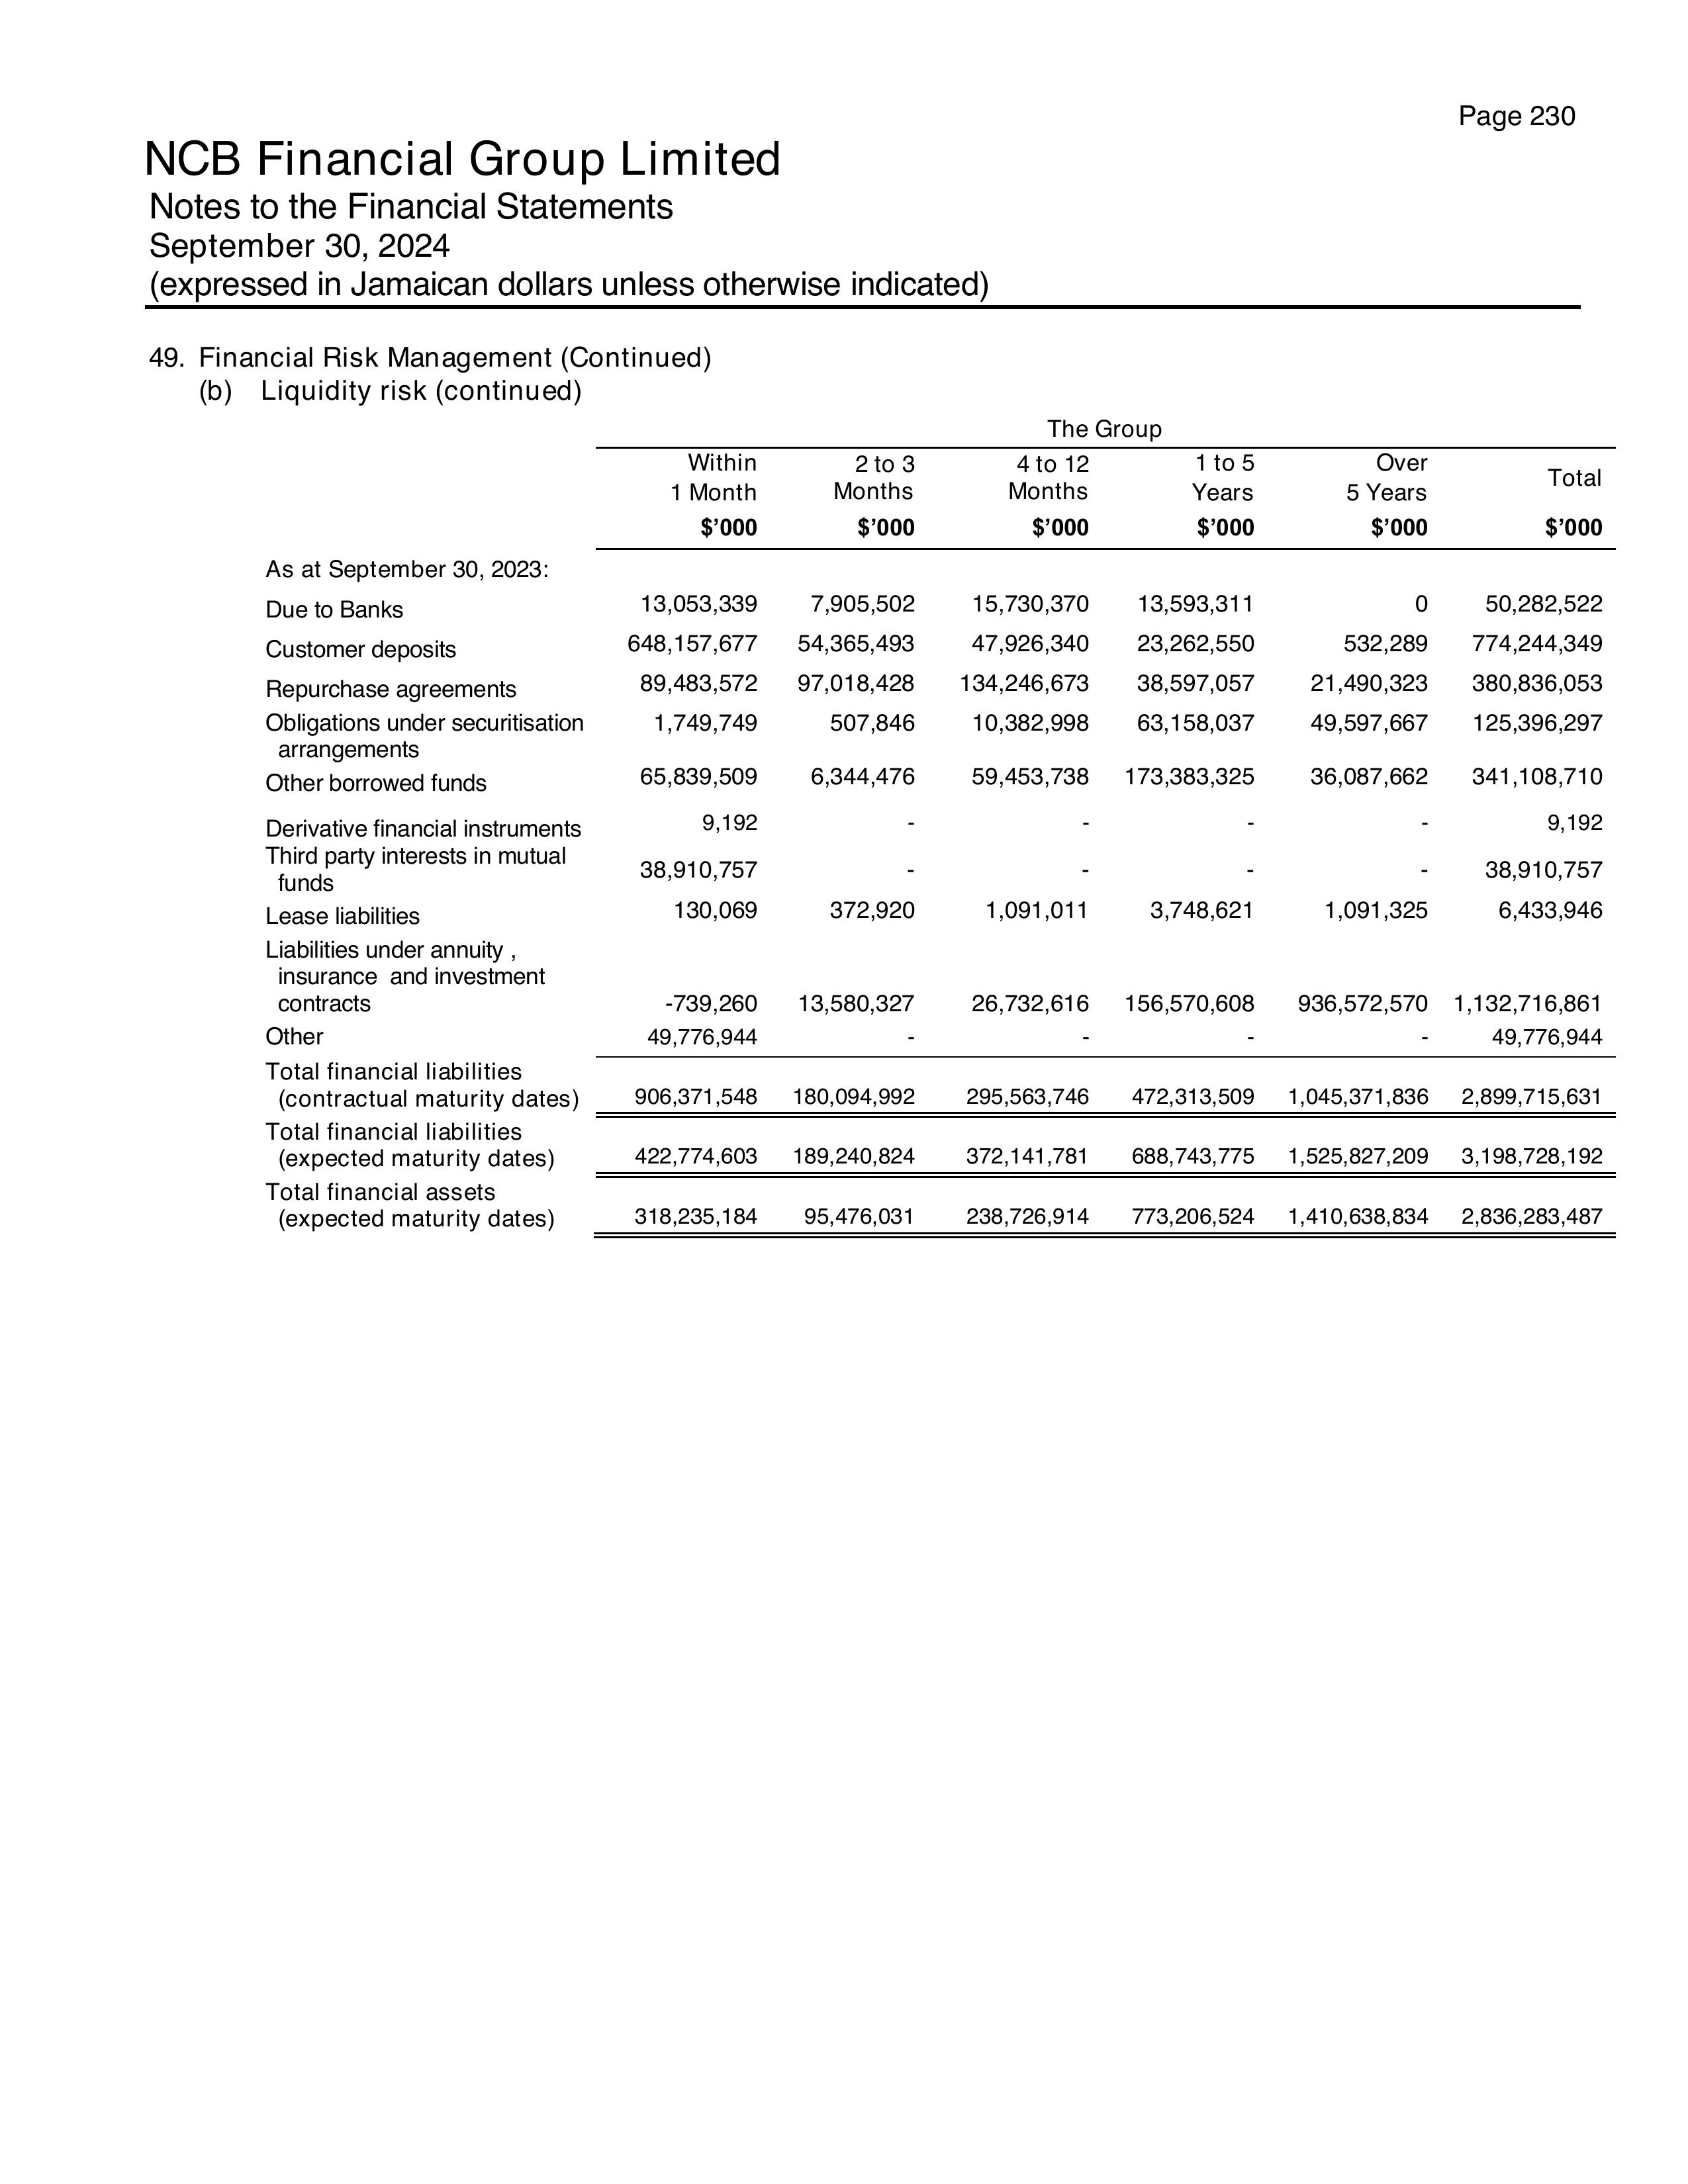 Page 230
NCB Financial Group Limited
Notes to the Financial Statements
September 30, 2024
(expressed in Jamaican dollars unless otherwise indicated)
49. Financial Risk Management (Continued)
(b) Liquidity risk (continued)
The Group
Within 2 to 3 4 to 12 1 to 5 Over Total
1 Month Months Months Years 5 Years
$'000 $'000 $'000 $'000 $'000 $'000
As at September 30, 2023:
Due to Banks 13,053,339 7,905,502 15,730,370 13,593,311 0 50,282,522
Customer deposits 648,157,677 54,365,493 47,926,340 23,262,550 532,289 774,244,349
Repurchase agreements 89,483,572 97,018,428 134,246,673 38,597,057 21,490,323 380,836,053
Obligations under securitisation 1,749,749 507,846 10,382,998 63,158,037 49,597,667 125,396,297
arrangements
Other borrowed funds 65,839,509 6,344,476 59,453,738 173,383,325 36,087,662 341,108,710
Derivative financial instruments 9,192 - - - - 9,192
Third party interests in mutual
funds 38,910,757 - - - - 38,910,757
Lease liabilities 130,069 372,920 1,091,011 3,748,621 1,091,325 6,433,946
Liabilities under annuity ,
insurance and investment
contracts -739,260 13,580,327 26,732,616 156,570,608 936,572,570 1,132,716,861
Other 49,776,944 - - - - 49,776,944
Total financial liabilities
(contractual maturity dates) 906,371,548 180,094,992 295,563,746 472,313,509 1,045,371,836 2,899,715,631
Total financial liabilities
(expected maturity dates) 422,774,603 189,240,824 372,141,781 688,743,775 1,525,827,209 3,198,728,192
Total financial assets
(expected maturity dates) 318,235,184 95,476,031 238,726,914 773,206,524 1,410,638,834 2,836,283,487